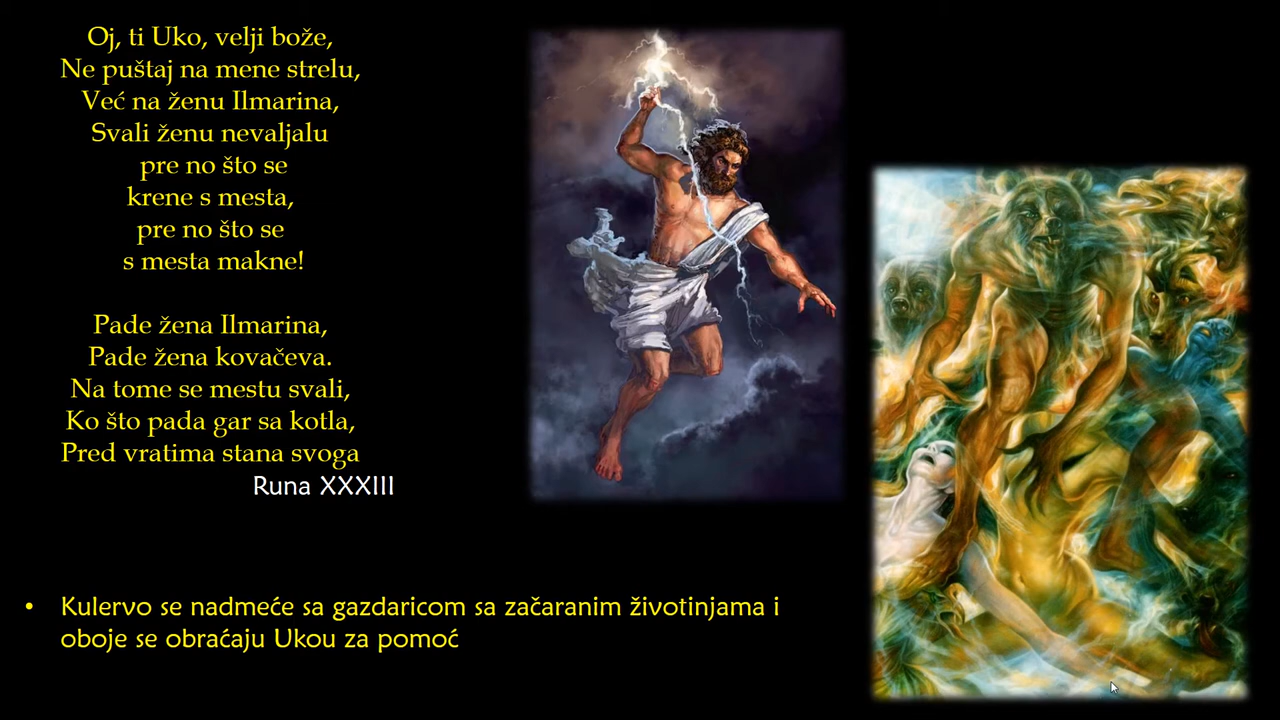 Oj, ti Uko, velji bože,
Ne puštaj na mene strelu,
Već na ženu Ilmarina,
Svali ženu nevaljalu
pre no što se
krene s mesta,
pre no što se
s mesta makne!
Pade žena Ilmarina,
Pade žena kovačeva.
Na tome se mestu svali,
Ko što pada gar sa kotla,
Pred vratima stana svoga
Runa XXXIII
• Kulervo se nadmeće sa gazdaricom sa začaranim životinjama i
oboje se obraćaju Ukou za pomoć